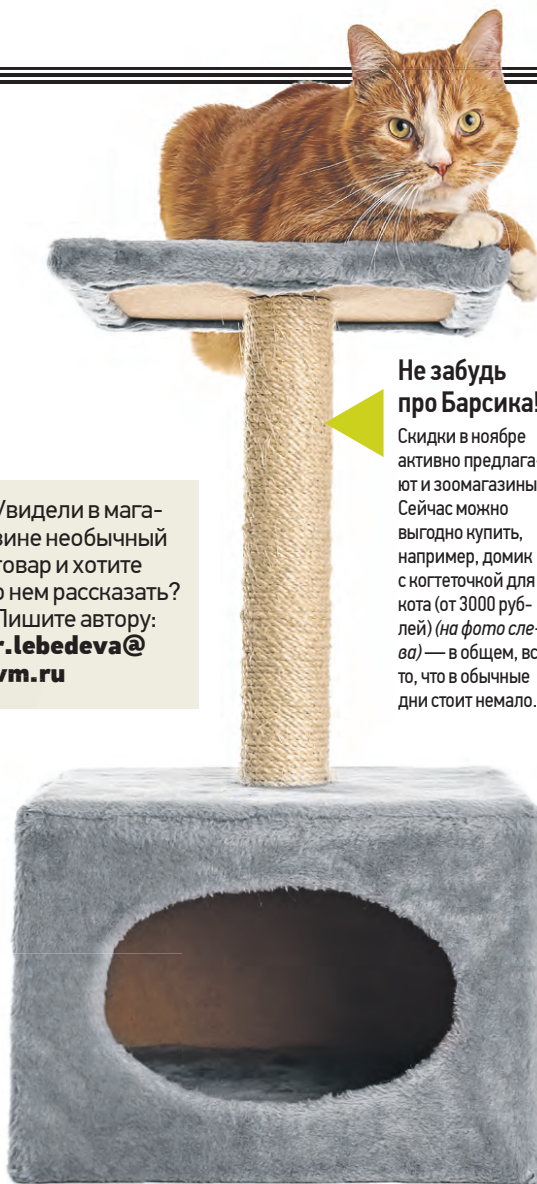 Не забудь
про Барсика!
Скидки в ноябре
активно предлага-
ют и зоомагазины.
Сейчас можно
выгодно купить,
например, домик
с когтеточкой для
кота (от 3000 руб-
лей) (на фото сле-
ва) — в общем,
то, что в обычные
дни стоит немало.
Увидели в мага-
зине необычный
товар и хотите
о нем рассказать?
Пишите автору:
r.lebedeva@
vm.ru